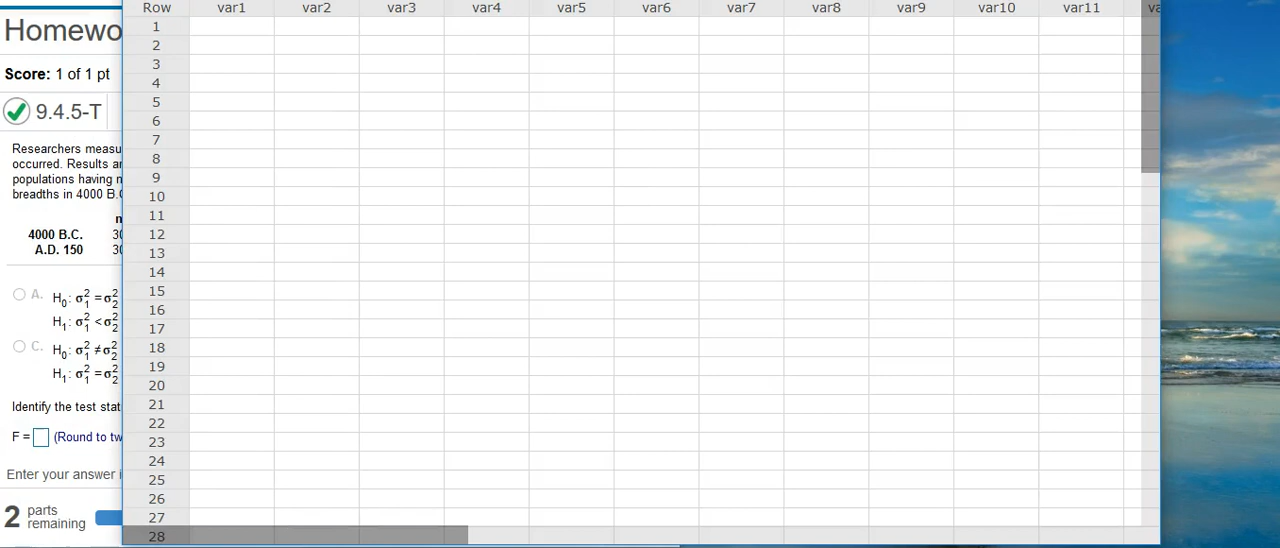 Row var1 var2 var3 var4 var5 var6 var7 var8 var9 var10 var11
1
2
3
4
5
6
7
8
9
10
11
12
13
14
15
16
17
18
19
20
21
22
23
24
25
26
27
28
Homewo
Score: 1 of 1 pt
9.4.5-T
Researchers measu
occurred. Results ar
populations having n
breadths in 4000 B.C
n
4000 B.C. 30
A.D. 150 30
A. H₀: σ₁² = σ₂²
H₁: σ₁² < σ₂²
C. H₀: σ₁² ≠ σ₂²
H₁: σ₁² = σ₂²
Identify the test stat
F = (Round to tw
Enter your answer i
2 parts
remaining